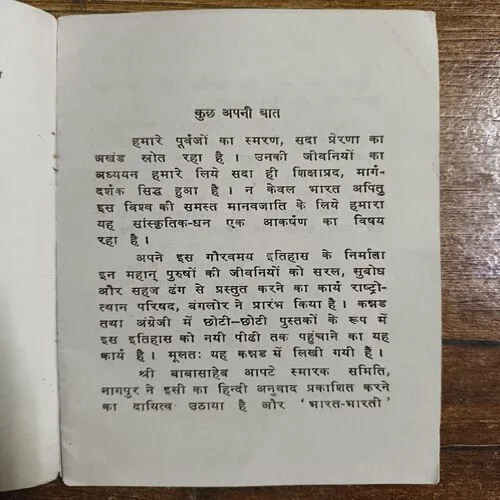 कुछ अपनी बात
हमारे पूर्वजों का स्मरण, सदा प्रेरणा का
अखंड स्रोत रहा है । उनकी जीवनियों का
अध्ययन हमारे लिये सदा ही शिक्षाप्रद, मार्ग-
दर्शक सिद्ध हुआ है । न केवल भारत अपितु
इस विश्व की समस्त मानवजाति के लिये हमारा
यह सांस्कृतिक-धन एक आकर्षण का विषय
रहा है ।
अपने इस गौरवमय इतिहास के निर्माता
इन महान् पुरुषों की जीवनियों को सरल, सुबोध
और सहज ढंग से प्रस्तुत करने का कार्य राष्ट्रो-
त्थान परिषद, बंगलोर ने प्रारंभ किया है । कन्नड
तथा अंग्रेजी में छोटी-छोटी पुस्तकों के रूप में
इस इतिहास को नयी पीढी तक पहुंचाने का यह
कार्य है । मूलतः यह कन्नड में लिखी गयी है ।
श्री बाबासाहेब आपटे स्मारक समिति,
नागपुर ने इसी का हिन्दी अनुवाद प्रकाशित करने
का दायित्व उठाया है और 'भारत-भारती'